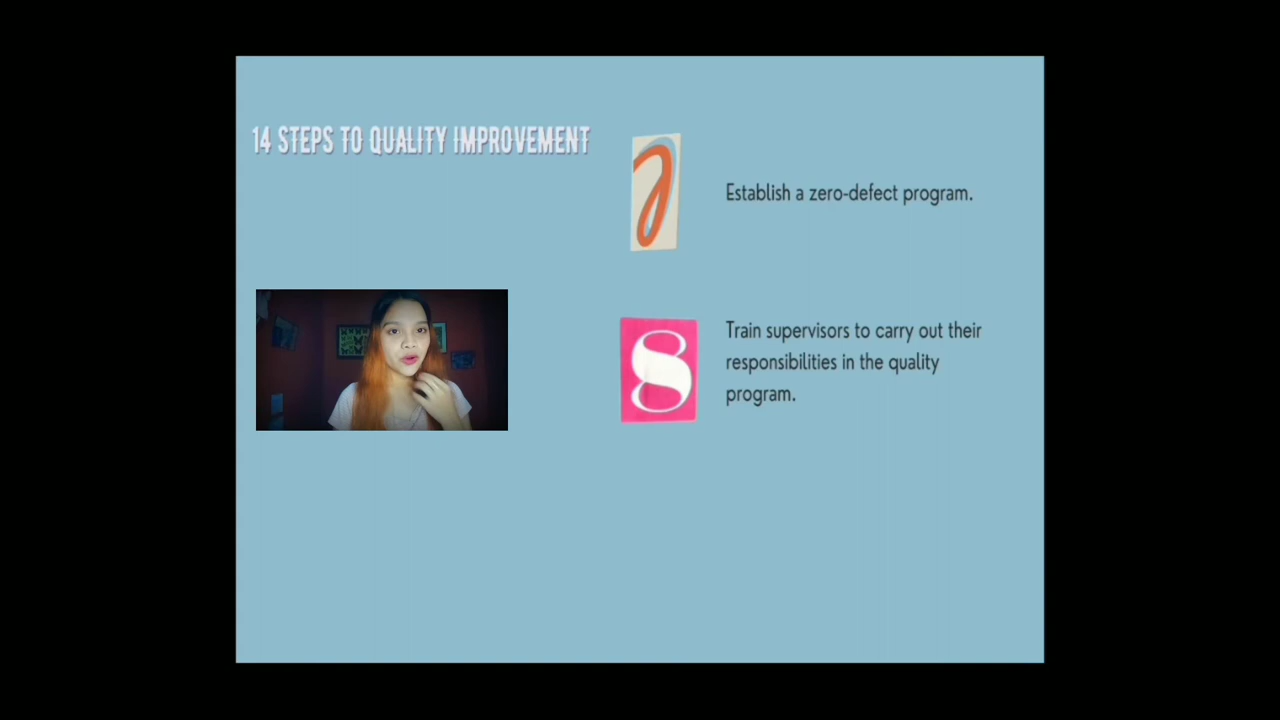 14 STEPS TO QUALITY IMPROVEMENT
7
Establish a zero-defect program.
8
Train supervisors to carry out their
responsibilities in the quality
program.